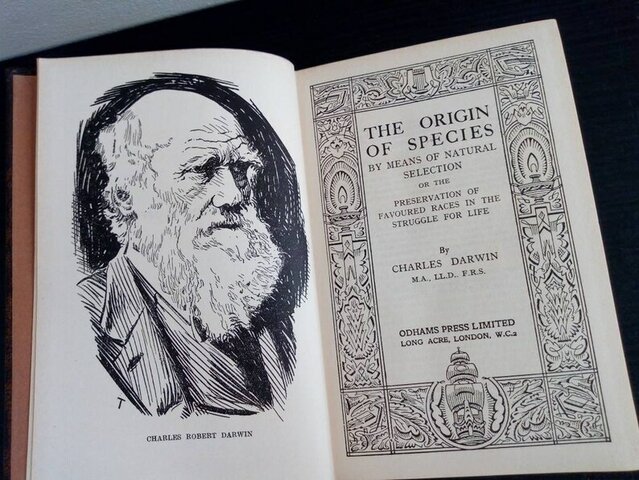 T
CHARLES ROBERT DARWIN
THE ORIGIN
OF SPECIES
BY MEANS OF NATURAL
SELECTION
OR THE
PRESERVATION OF
FAVOURED RACES IN THE
STRUGGLE FOR LIFE
By
CHARLES DARWIN
M.A., LL.D., F.R.S.
ODHAMS PRESS LIMITED
LONG ACRE, LONDON, W.C.2